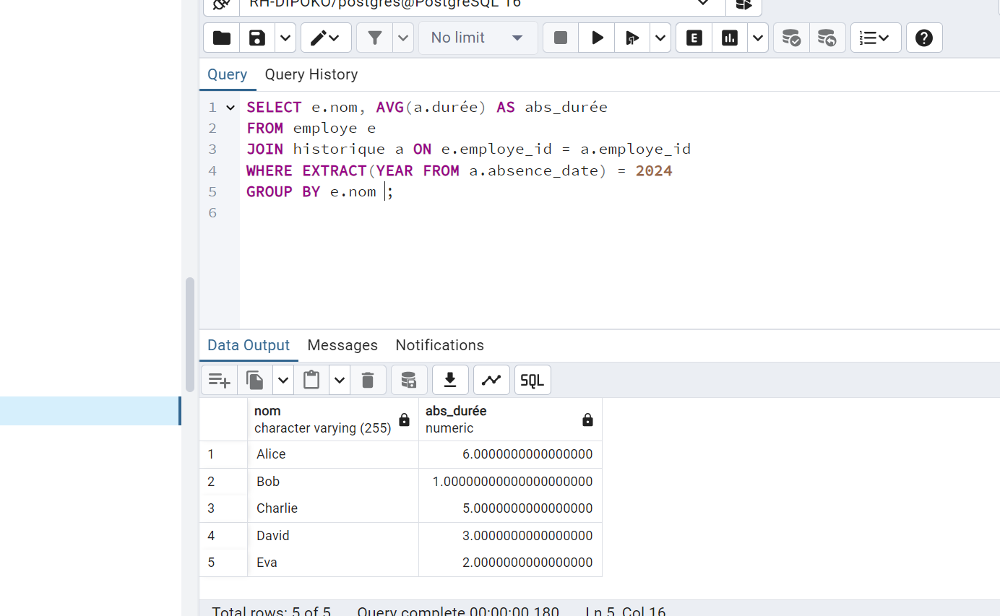 RH-DIPOKO/postgres@PostgreSQL 16
No limit
E
Query Query History
1 SELECT e.nom, AVG(a.durée) AS abs_durée
2 FROM employe e
3 JOIN historique a ON e.employe_id = a.employe_id
4 WHERE EXTRACT(YEAR FROM a.absence_date) = 2024
5 GROUP BY e.nom ;
6
Data Output Messages Notifications
SQL
nom abs_durée
character varying (255) numeric
1 Alice 6.0000000000000000
2 Bob 1.00000000000000000000
3 Charlie 5.0000000000000000
4 David 3.0000000000000000
5 Eva 2.0000000000000000
Total rows: 5 of 5 Query complete 00:00:00.180 Ln 5, Col 16